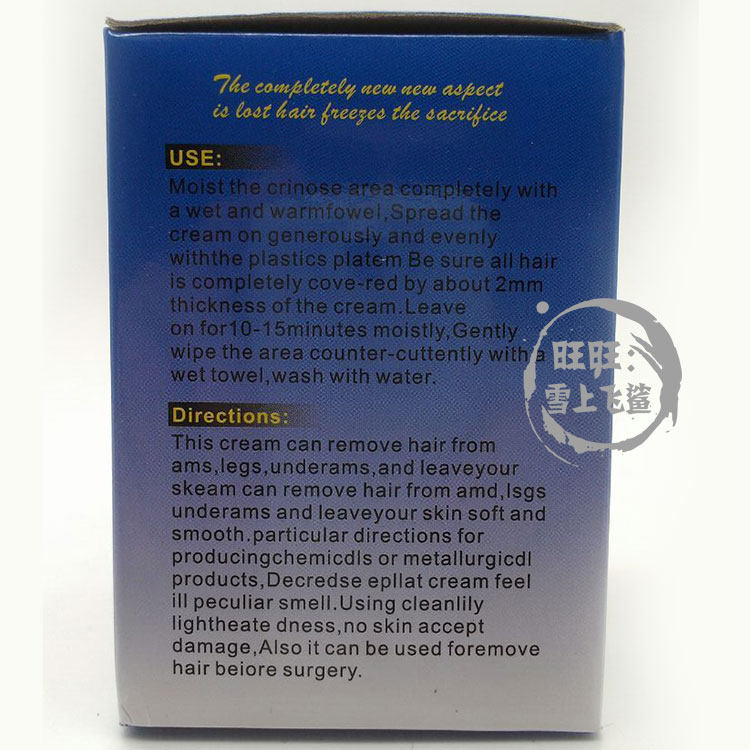 The completely new new aspect
is lost hair freezes the sacrifice
USE:
Moist the crinose area completely with
a wet and warmfowel,Spread the
cream on generously and evenly
withthe plastics platem Be sure all hair
is completely cove-red by about 2mm
thickness of the cream.Leave
on for10-15minutes moistly,Gently
wipe the area counter-cuttently with a
wet towel,wash with water.
旺旺:
雪上飞鲨
Directions:
This cream can remove hair from
ams,legs,underams,and leaveyour
skeam can remove hair from amd,lsgs
underams and leaveyour skin soft and
smooth.particular directions for
producingchemicdls or metallurgicdl
products,Decredse epllat cream feel
ill peculiar smell.Using cleanlily
lightheate dness,no skin accept
damage,Also it can be used foremove
hair beiore surgery.